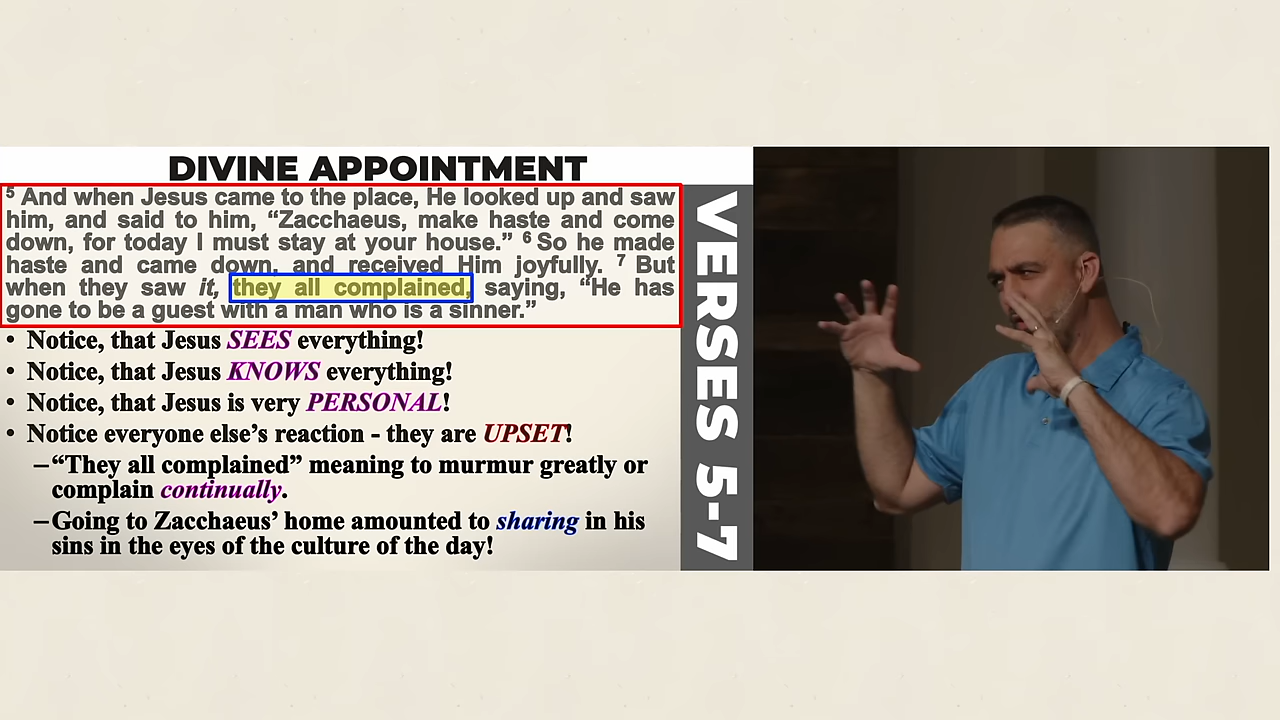 DIVINE APPOINTMENT
5 And when Jesus came to the place, He looked up and saw
him, and said to him, “Zacchaeus, make haste and come
down, for today I must stay at your house.” 6 So he made
haste and came down, and received Him joyfully. 7 But
when they saw it, they all complained, saying, “He has
gone to be a guest with a man who is a sinner.”
• Notice, that Jesus SEES everything!
• Notice, that Jesus KNOWS everything!
• Notice, that Jesus is very PERSONAL!
• Notice everyone else’s reaction - they are UPSET!
–“They all complained” meaning to murmur greatly or
complain continually.
–Going to Zacchaeus’ home amounted to sharing in his
sins in the eyes of the culture of the day!
VERSES 5-7